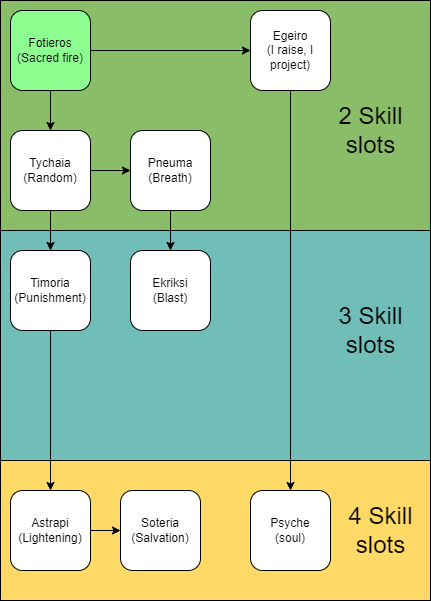 Fotieros
(Sacred fire)
Egeiro
(I raise, I
project)
2 Skill
slots
Tychaia
(Random)
Pneuma
(Breath)
Timoria
(Punishment)
Ekriksi
(Blast)
3 Skill
slots
Astrapi
(Lightening)
Soteria
(Salvation)
Psyche
(soul)
4 Skill
slots